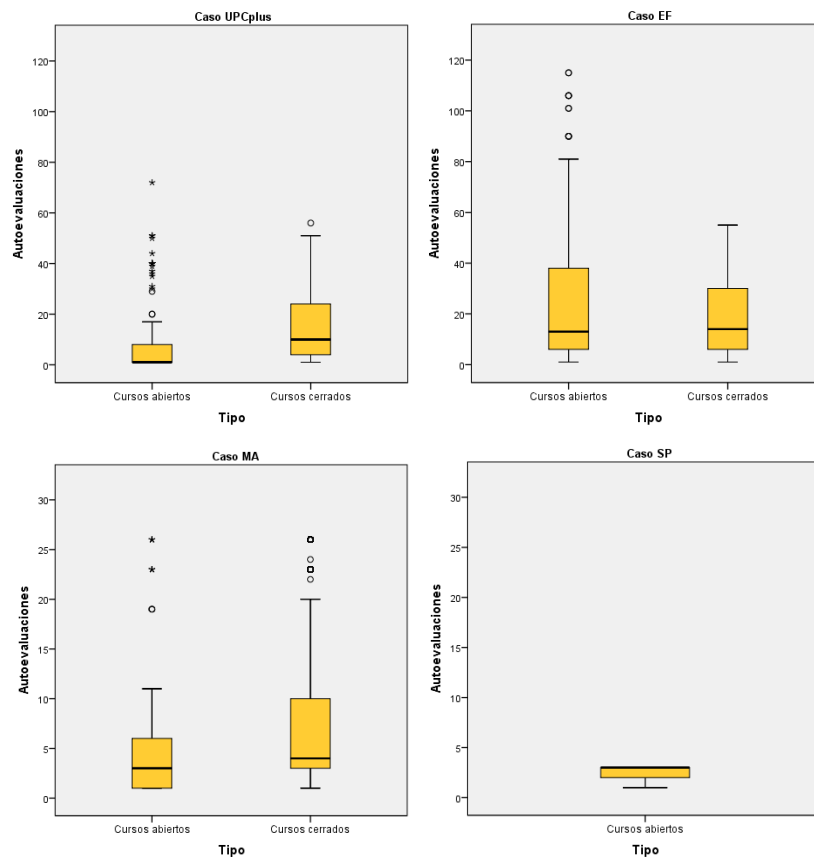 Caso UPCplus
120
100
80
60
40
20
0
Autoevaluaciones
Cursos abiertos
Cursos cerrados
Tipo
Caso EF
120
100
80
60
40
20
0
Autoevaluaciones
Cursos abiertos
Cursos cerrados
Tipo
Caso MA
30
25
20
15
10
5
0
Autoevaluaciones
Cursos abiertos
Cursos cerrados
Tipo
Caso SP
30
25
20
15
10
5
0
Autoevaluaciones
Cursos abiertos
Tipo